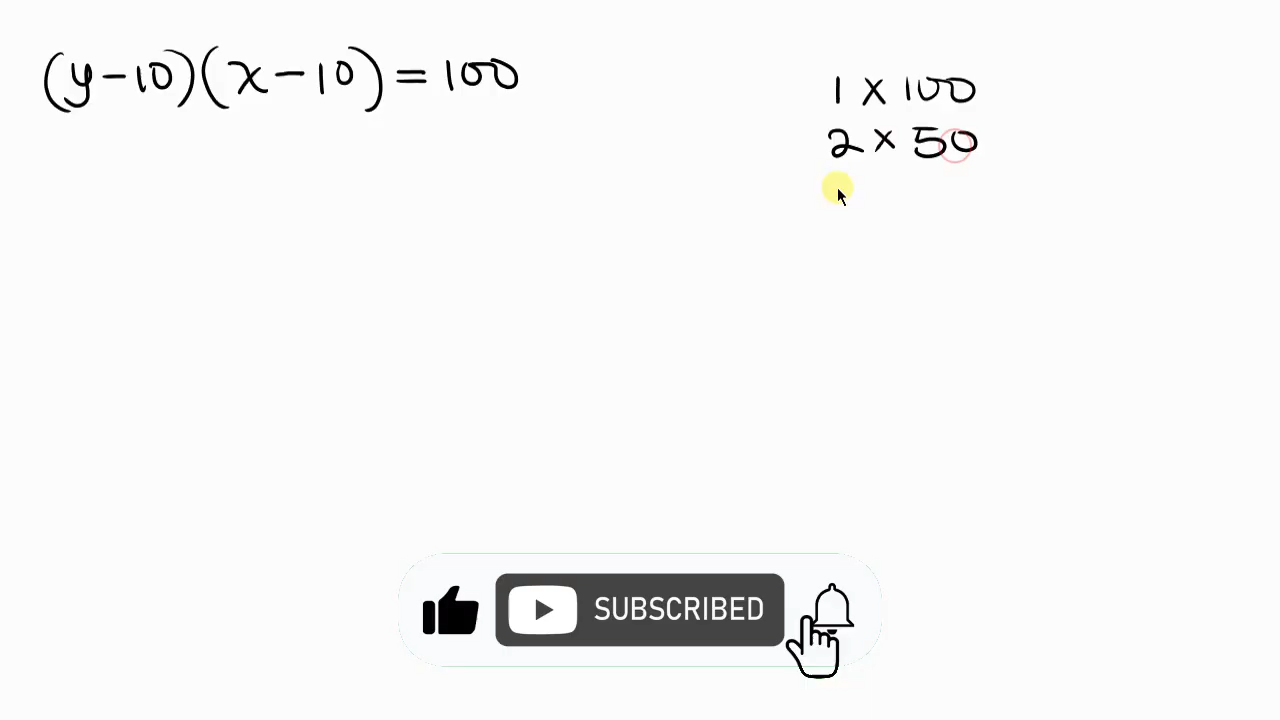 (y-10)(x-10) = 100
1 x 100
2 x 50
SUBSCRIBED